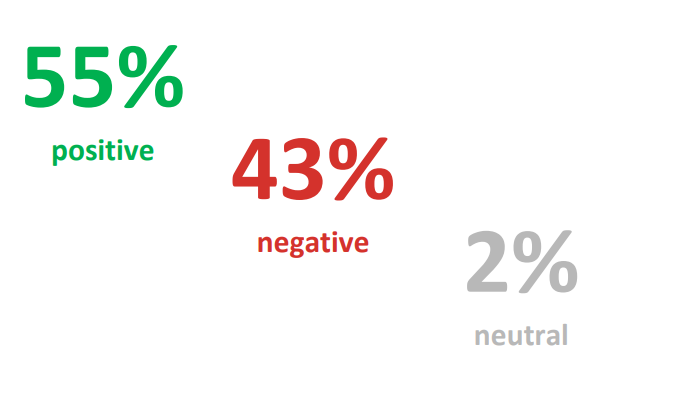 55%
positive
43%
negative
2%
neutral